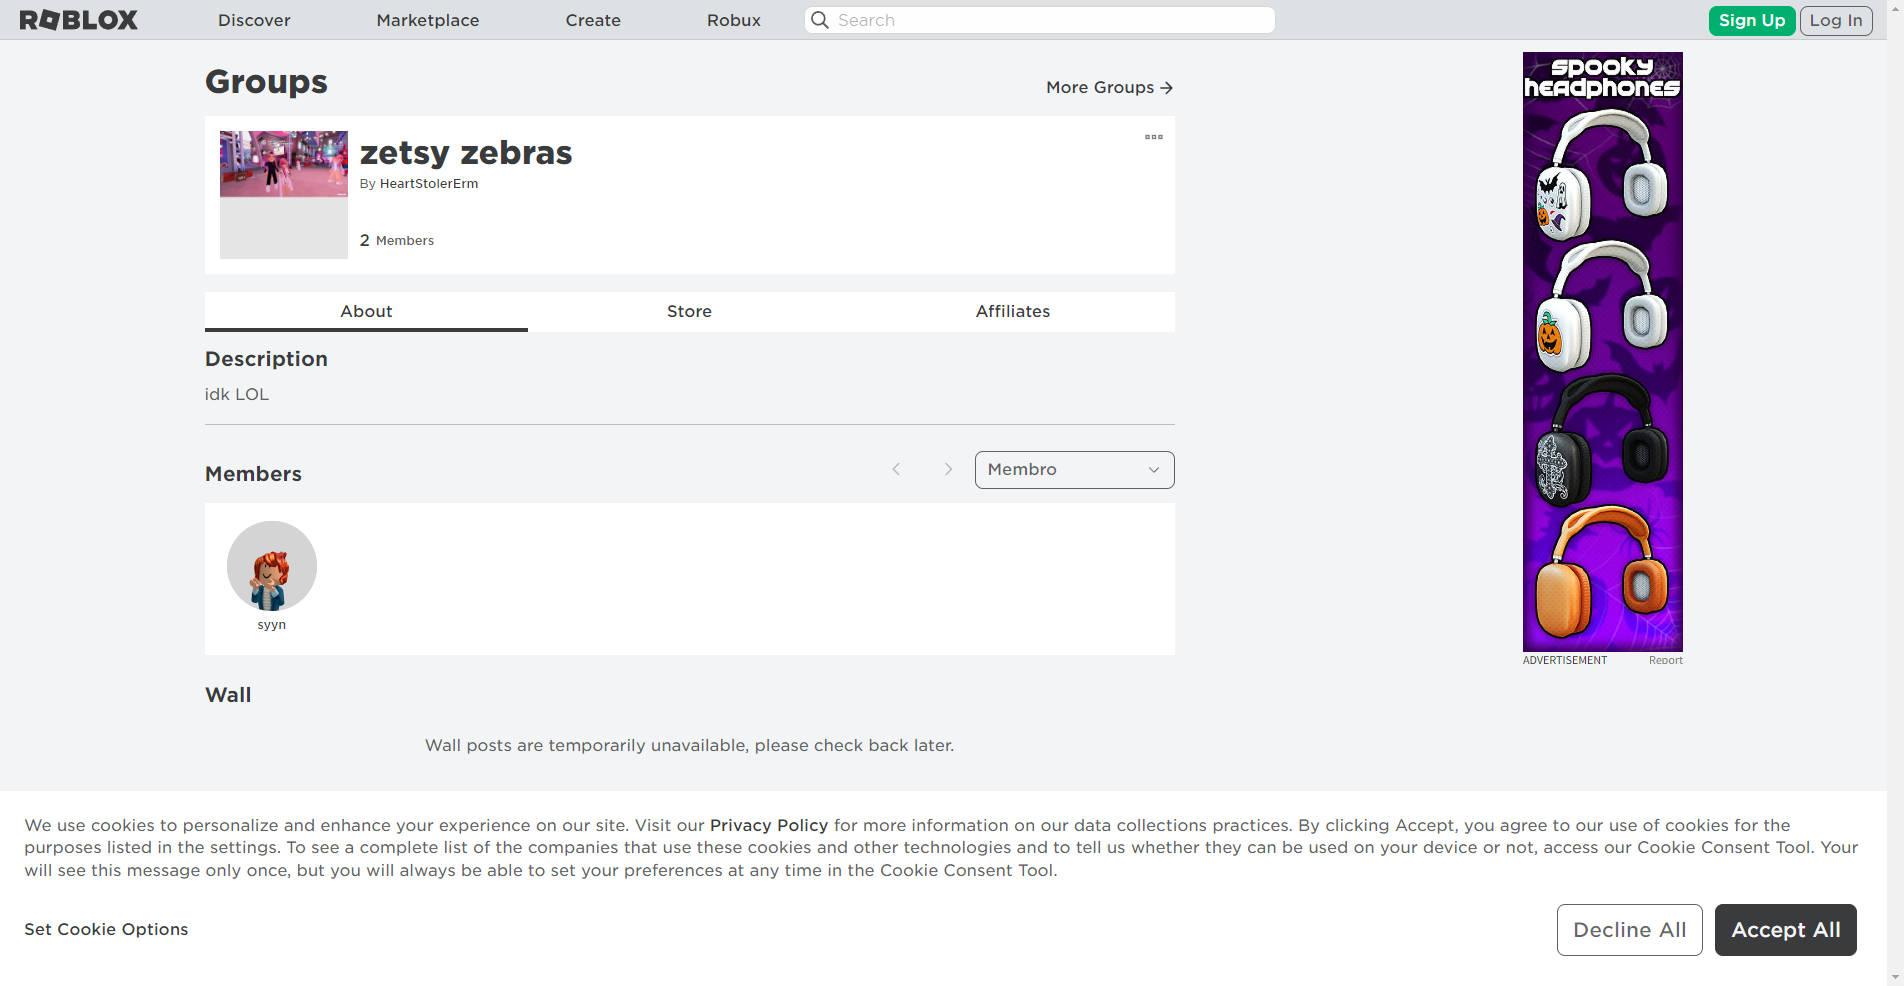 ROBLOX
Discover
Marketplace
Create
Robux
Search
Sign Up
Log In
Groups
More Groups
zetsy zebras
By HeartStolerErm
2 Members
About
Store
Affiliates
Description
idk LOL
Members
Membro
syyn
Wall
Wall posts are temporarily unavailable, please check back later.
spooky
headphones
ADVERTISEMENT
Report
We use cookies to personalize and enhance your experience on our site. Visit our Privacy Policy for more information on our data collections practices. By clicking Accept, you agree to our use of cookies for the
purposes listed in the settings. To see a complete list of the companies that use these cookies and other technologies and to tell us whether they can be used on your device or not, access our Cookie Consent Tool. Your
will see this message only once, but you will always be able to set your preferences at any time in the Cookie Consent Tool.
Set Cookie Options
Decline All
Accept All